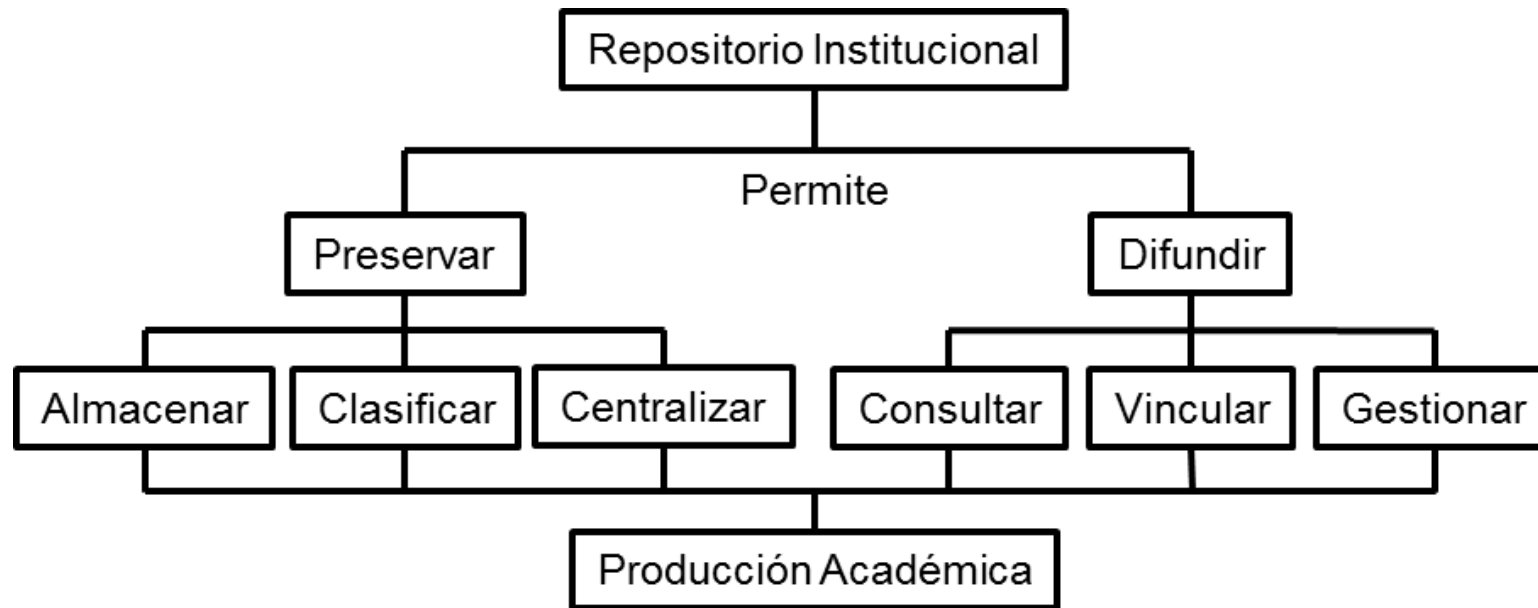 Repositorio Institucional
Permite
Preservar
Difundir
Almacenar
Clasificar
Centralizar
Consultar
Vincular
Gestionar
Producción Académica